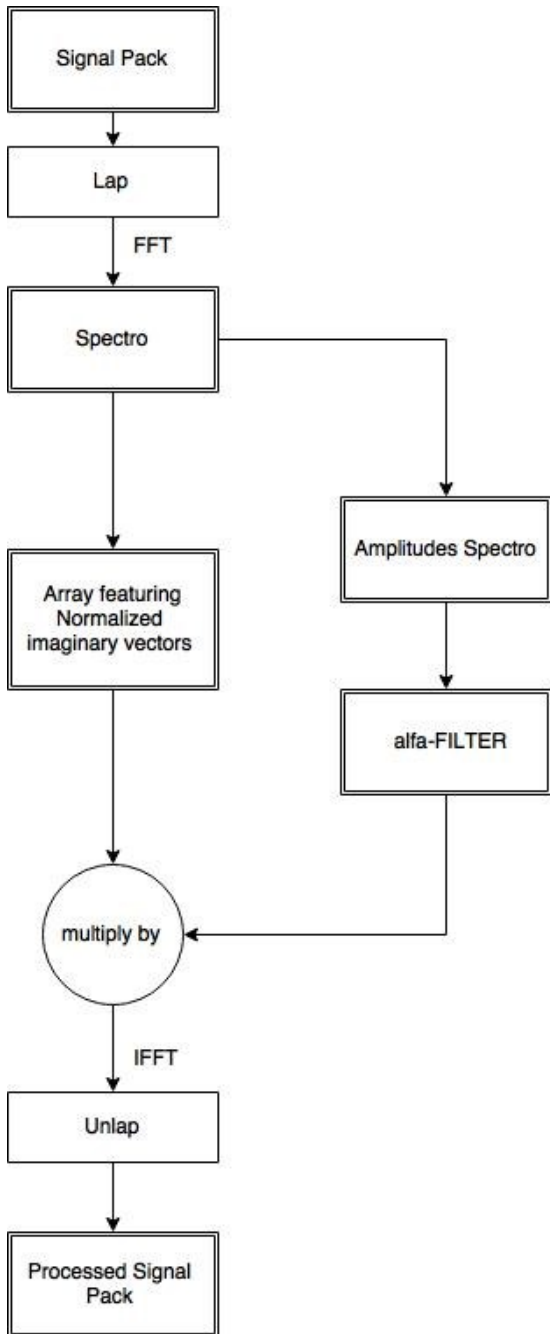 Signal Pack
Lap
FFT
Spectro
Amplitudes Spectro
Array featuring
Normalized
imaginary vectors
alfa-FILTER
multiply by
IFFT
Unlap
Processed Signal
Pack